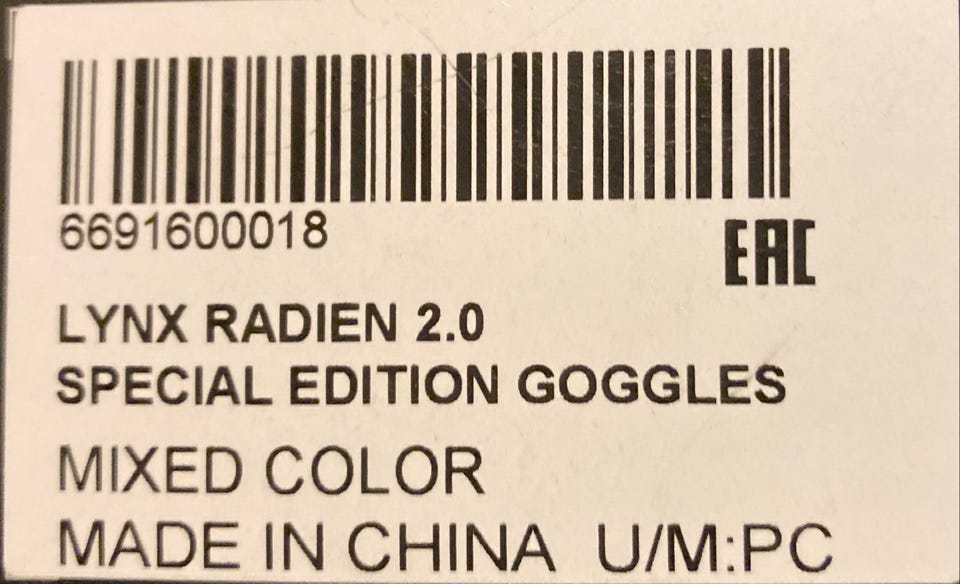 6691600018
EAC
LYNX RADIEN 2.0
SPECIAL EDITION GOGGLES
MIXED COLOR
MADE IN CHINA U/M:PC